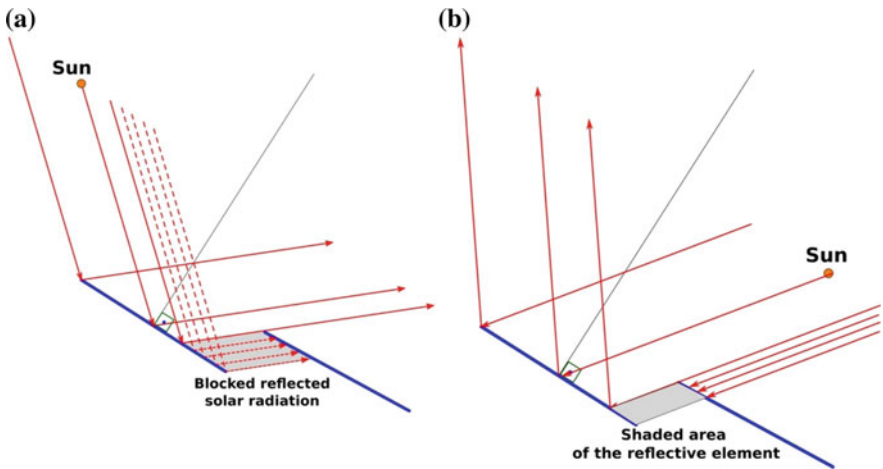 (a)
Sun
Blocked reflected
solar radiation
(b)
Sun
Shaded area
of the reflective element